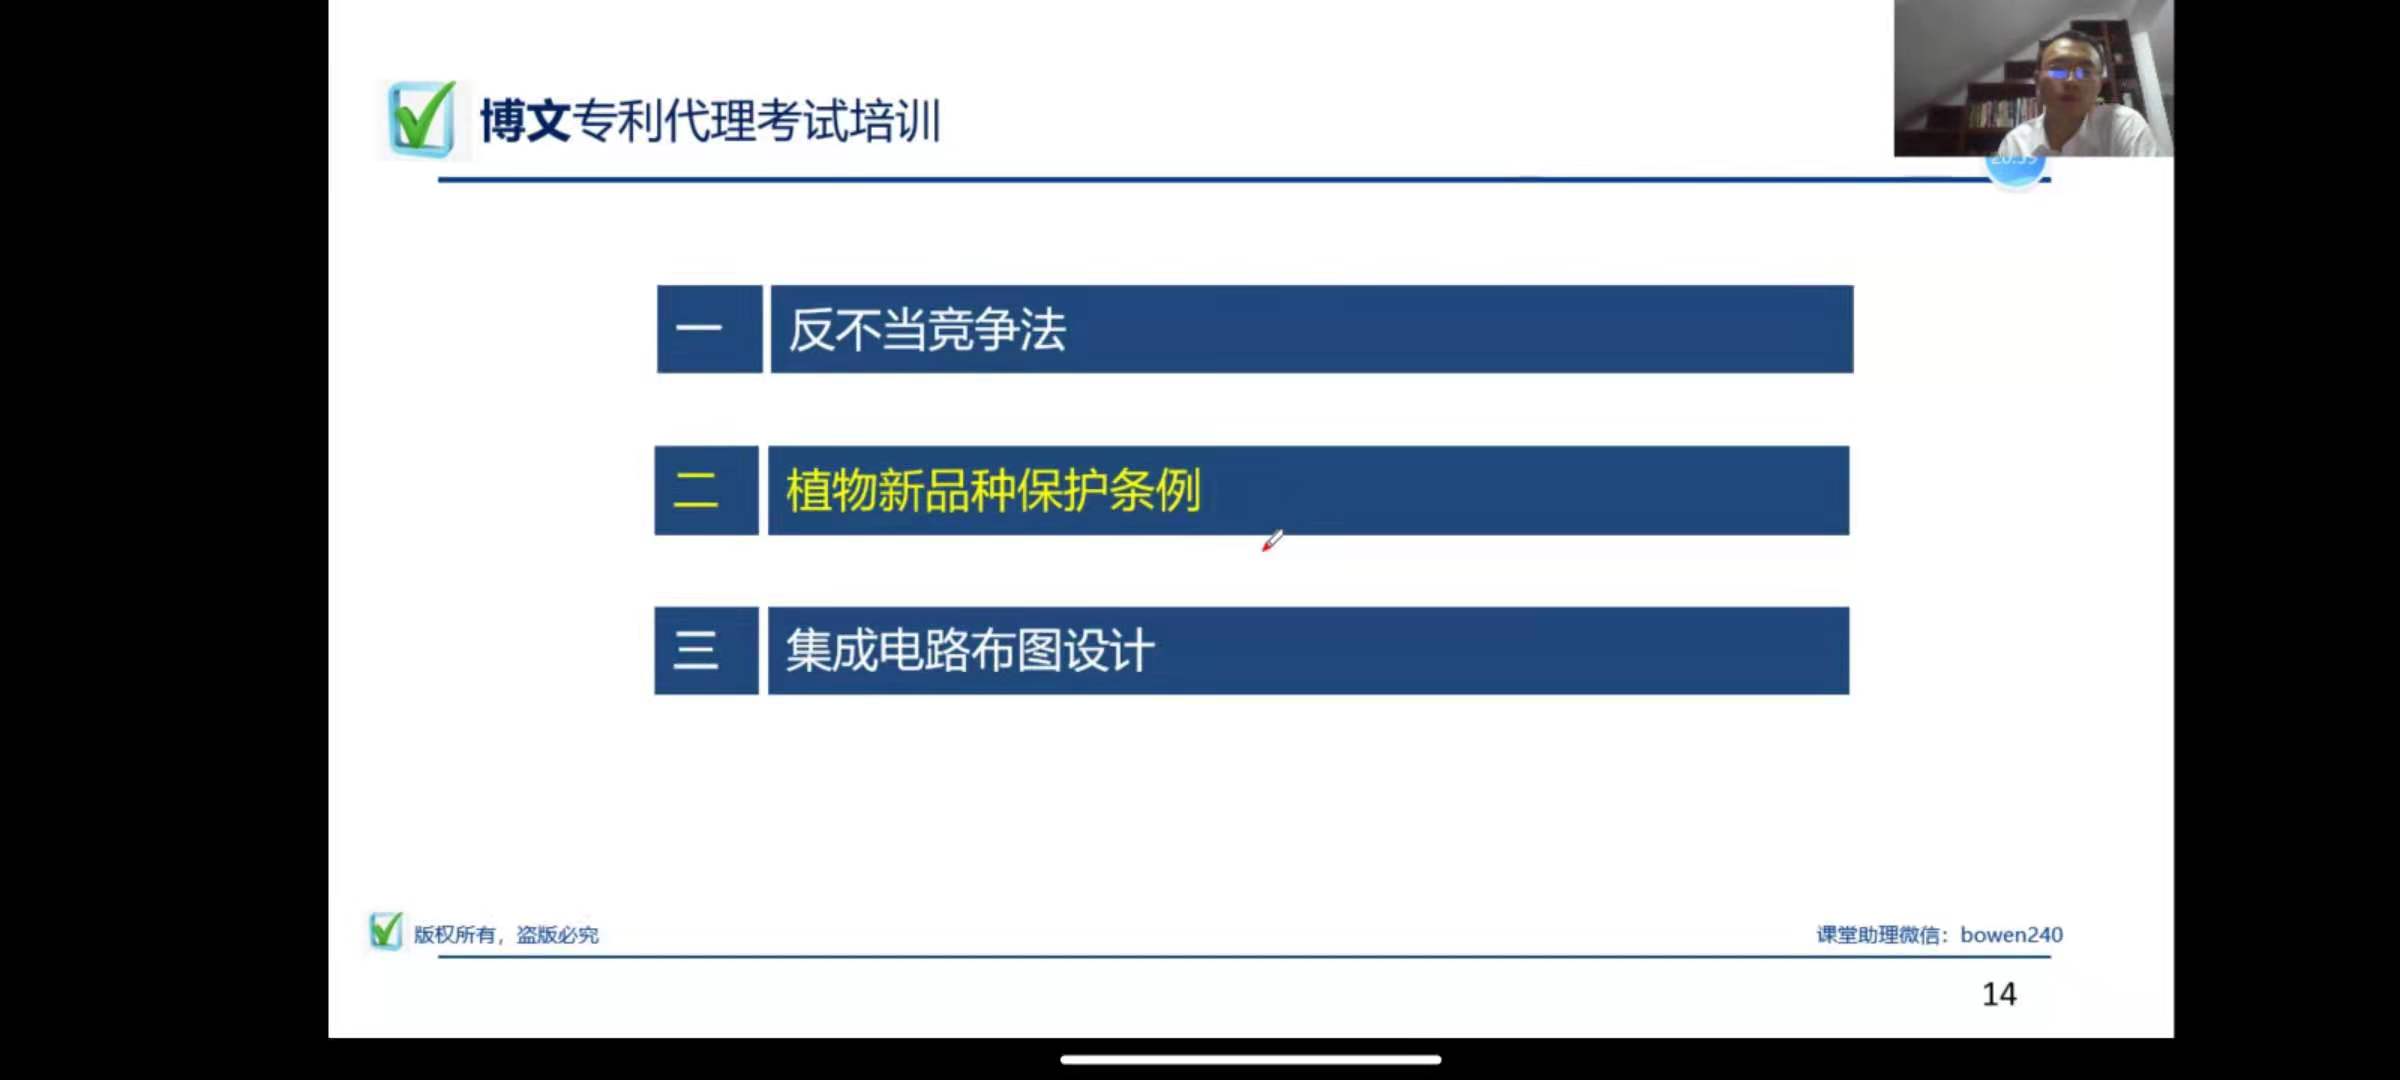 博文专利代理考试培训
一 反不当竞争法
二 植物新品种保护条例
三 集成电路布图设计
版权所有，盗版必究
课堂助理微信：bowen240
14